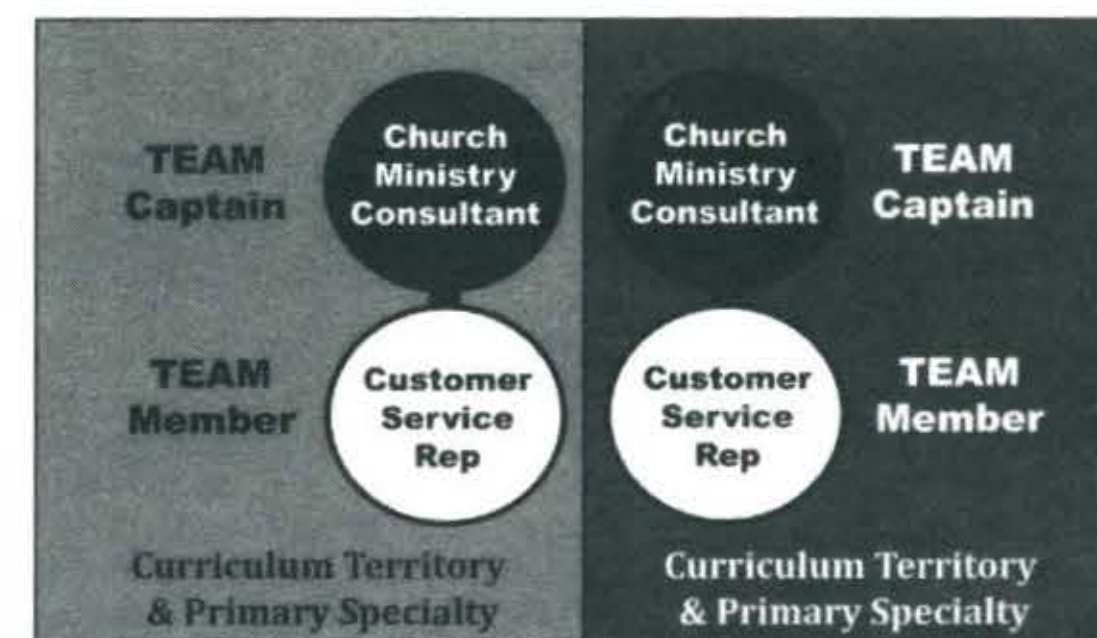 TEAM
Captain
Church
Ministry
Consultant
TEAM
Member
Customer
Service
Rep
Curriculum Territory
& Primary Specialty
Church
Ministry
Consultant
TEAM
Captain
Customer
Service
Rep
TEAM
Member
Curriculum Territory
& Primary Specialty